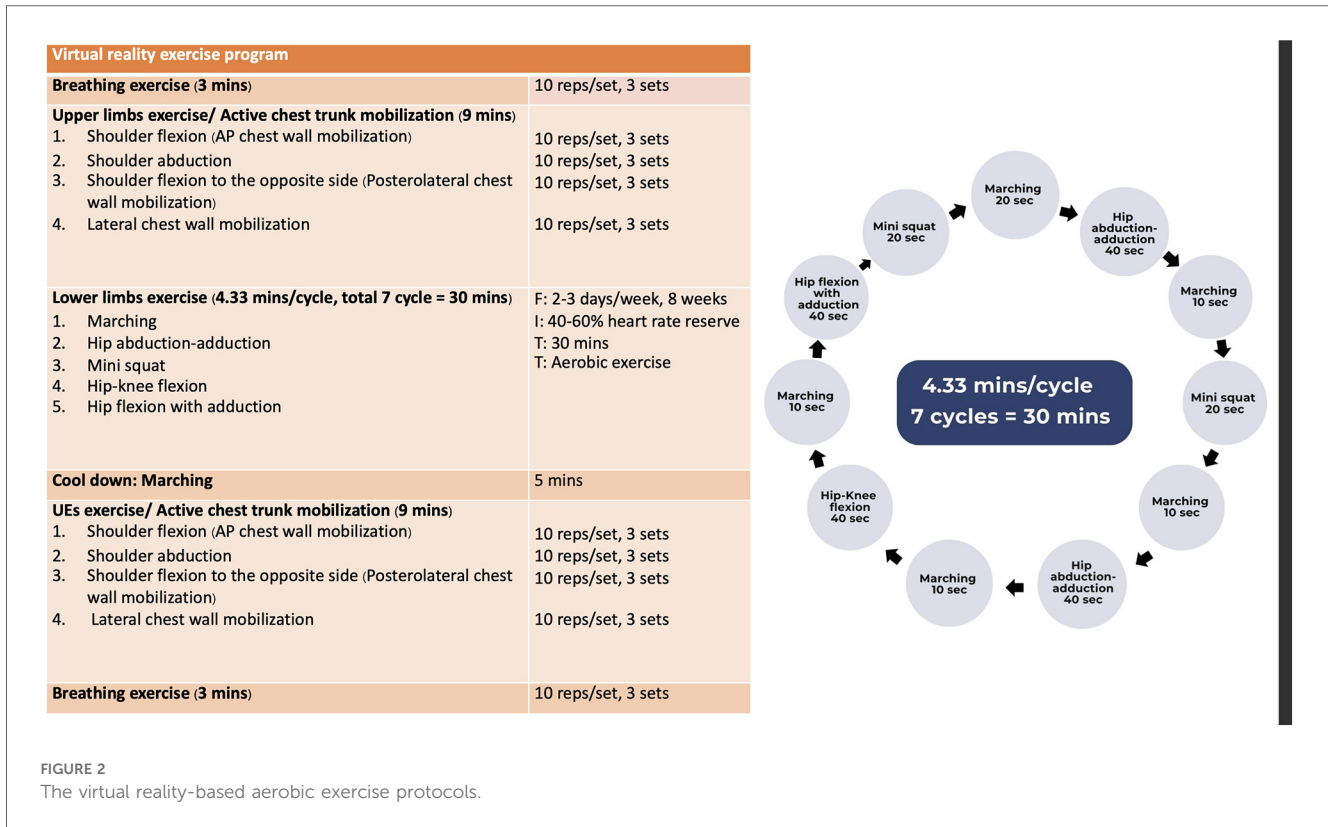 Virtual reality exercise program
Breathing exercise (3 mins) 10 reps/set, 3 sets
Upper limbs exercise/ Active chest trunk mobilization (9 mins)
1. Shoulder flexion (AP chest wall mobilization) 10 reps/set, 3 sets
2. Shoulder abduction 10 reps/set, 3 sets
3. Shoulder flexion to the opposite side (Posterolateral chest 10 reps/set, 3 sets
wall mobilization)
4. Lateral chest wall mobilization 10 reps/set, 3 sets
Lower limbs exercise (4.33 mins/cycle, total 7 cycle = 30 mins) F: 2-3 days/week, 8 weeks
1. Marching I: 40-60% heart rate reserve
2. Hip abduction-adduction T: 30 mins
3. Mini squat T: Aerobic exercise
4. Hip-knee flexion
5. Hip flexion with adduction
Cool down: Marching 5 mins
UEs exercise/ Active chest trunk mobilization (9 mins)
1. Shoulder flexion (AP chest wall mobilization) 10 reps/set, 3 sets
2. Shoulder abduction 10 reps/set, 3 sets
3. Shoulder flexion to the opposite side (Posterolateral chest 10 reps/set, 3 sets
wall mobilization)
4. Lateral chest wall mobilization 10 reps/set, 3 sets
Breathing exercise (3 mins) 10 reps/set, 3 sets
Marching
20 sec
Hip
abduction-
adduction
40 sec
Marching
10 sec
Mini squat
20 sec
Marching
10 sec
Hip
abduction-
adduction
40 sec
Marching
10 sec
Hip-Knee
flexion
40 sec
Marching
10 sec
Hip flexion
with
adduction
40 sec
Mini squat
20 sec
4.33 mins/cycle
7 cycles = 30 mins
FIGURE 2
The virtual reality-based aerobic exercise protocols.